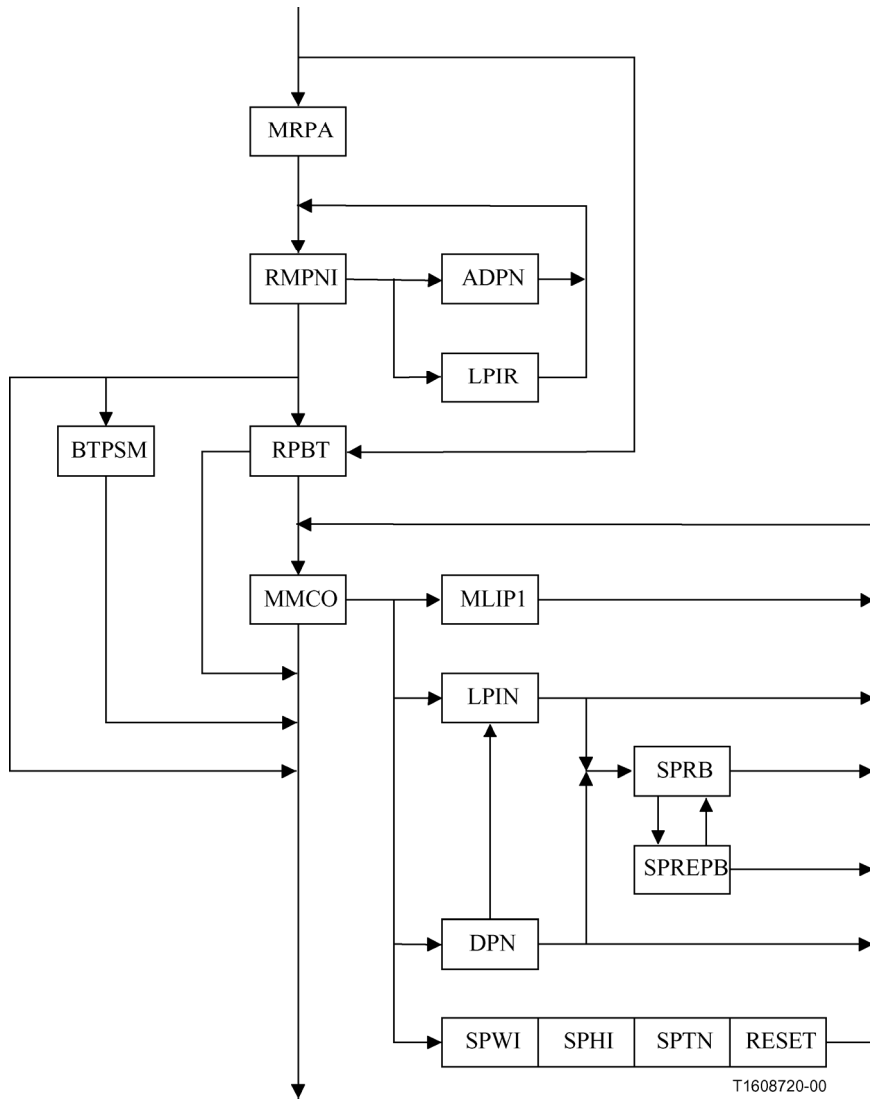 MRPA
RMPNI
ADPN
LPIR
BTPSM
RPBT
MMCO
MLIP1
LPIN
SPRB
SPREPB
DPN
SPWI SPHI SPTN RESET
T1608720-00